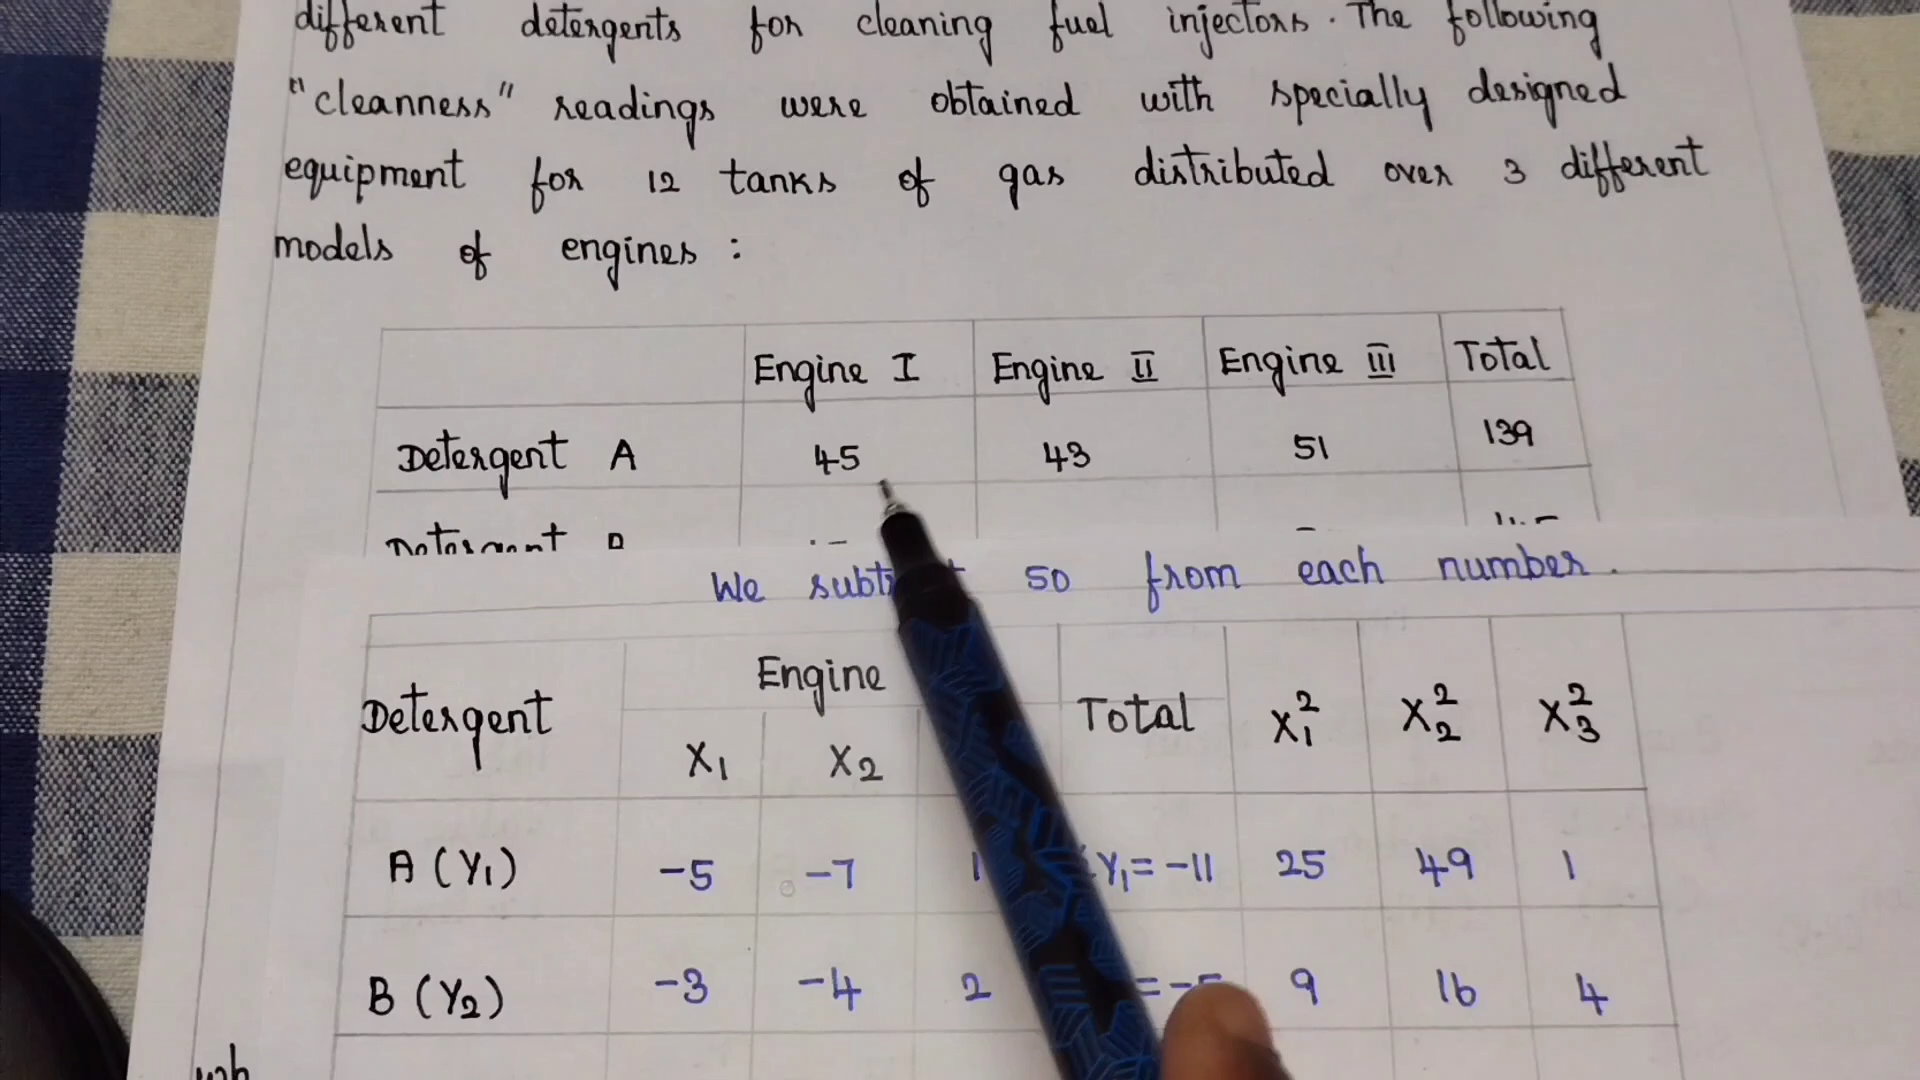 different detergents for cleaning fuel injectors. The following
"cleanness" readings were obtained with specially designed
equipment for 12 tanks of gas distributed over 3 different
models of engines :
Engine I Engine II Engine III Total
Detergent A 45 43 51 139
Detergent B
We 50 from each number.
Engine
Detergent X₁ X₂ Total X₁² X₂² X₃²
A (Y₁) -5 -7 1 Y₁ = -11 25 49 1
B (Y₂) -3 -4 2 = -5 9 16 4